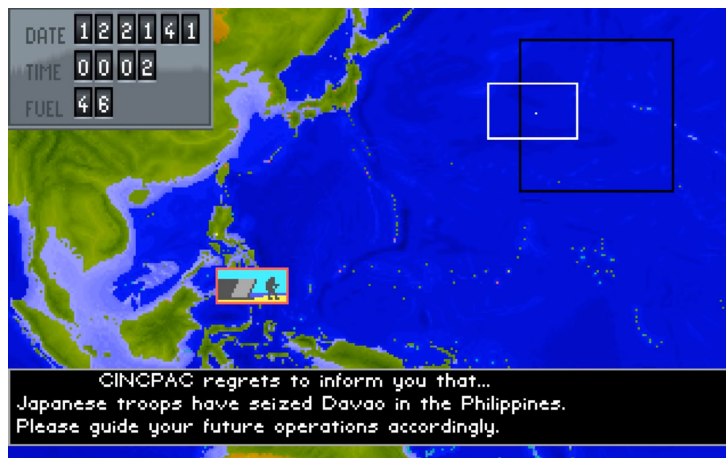 DATE 122141
TIME 0002
FUEL 46
CINCPAC regrets to inform you that...
Japanese troops have seized Davao in the Philippines.
Please guide your future operations accordingly.